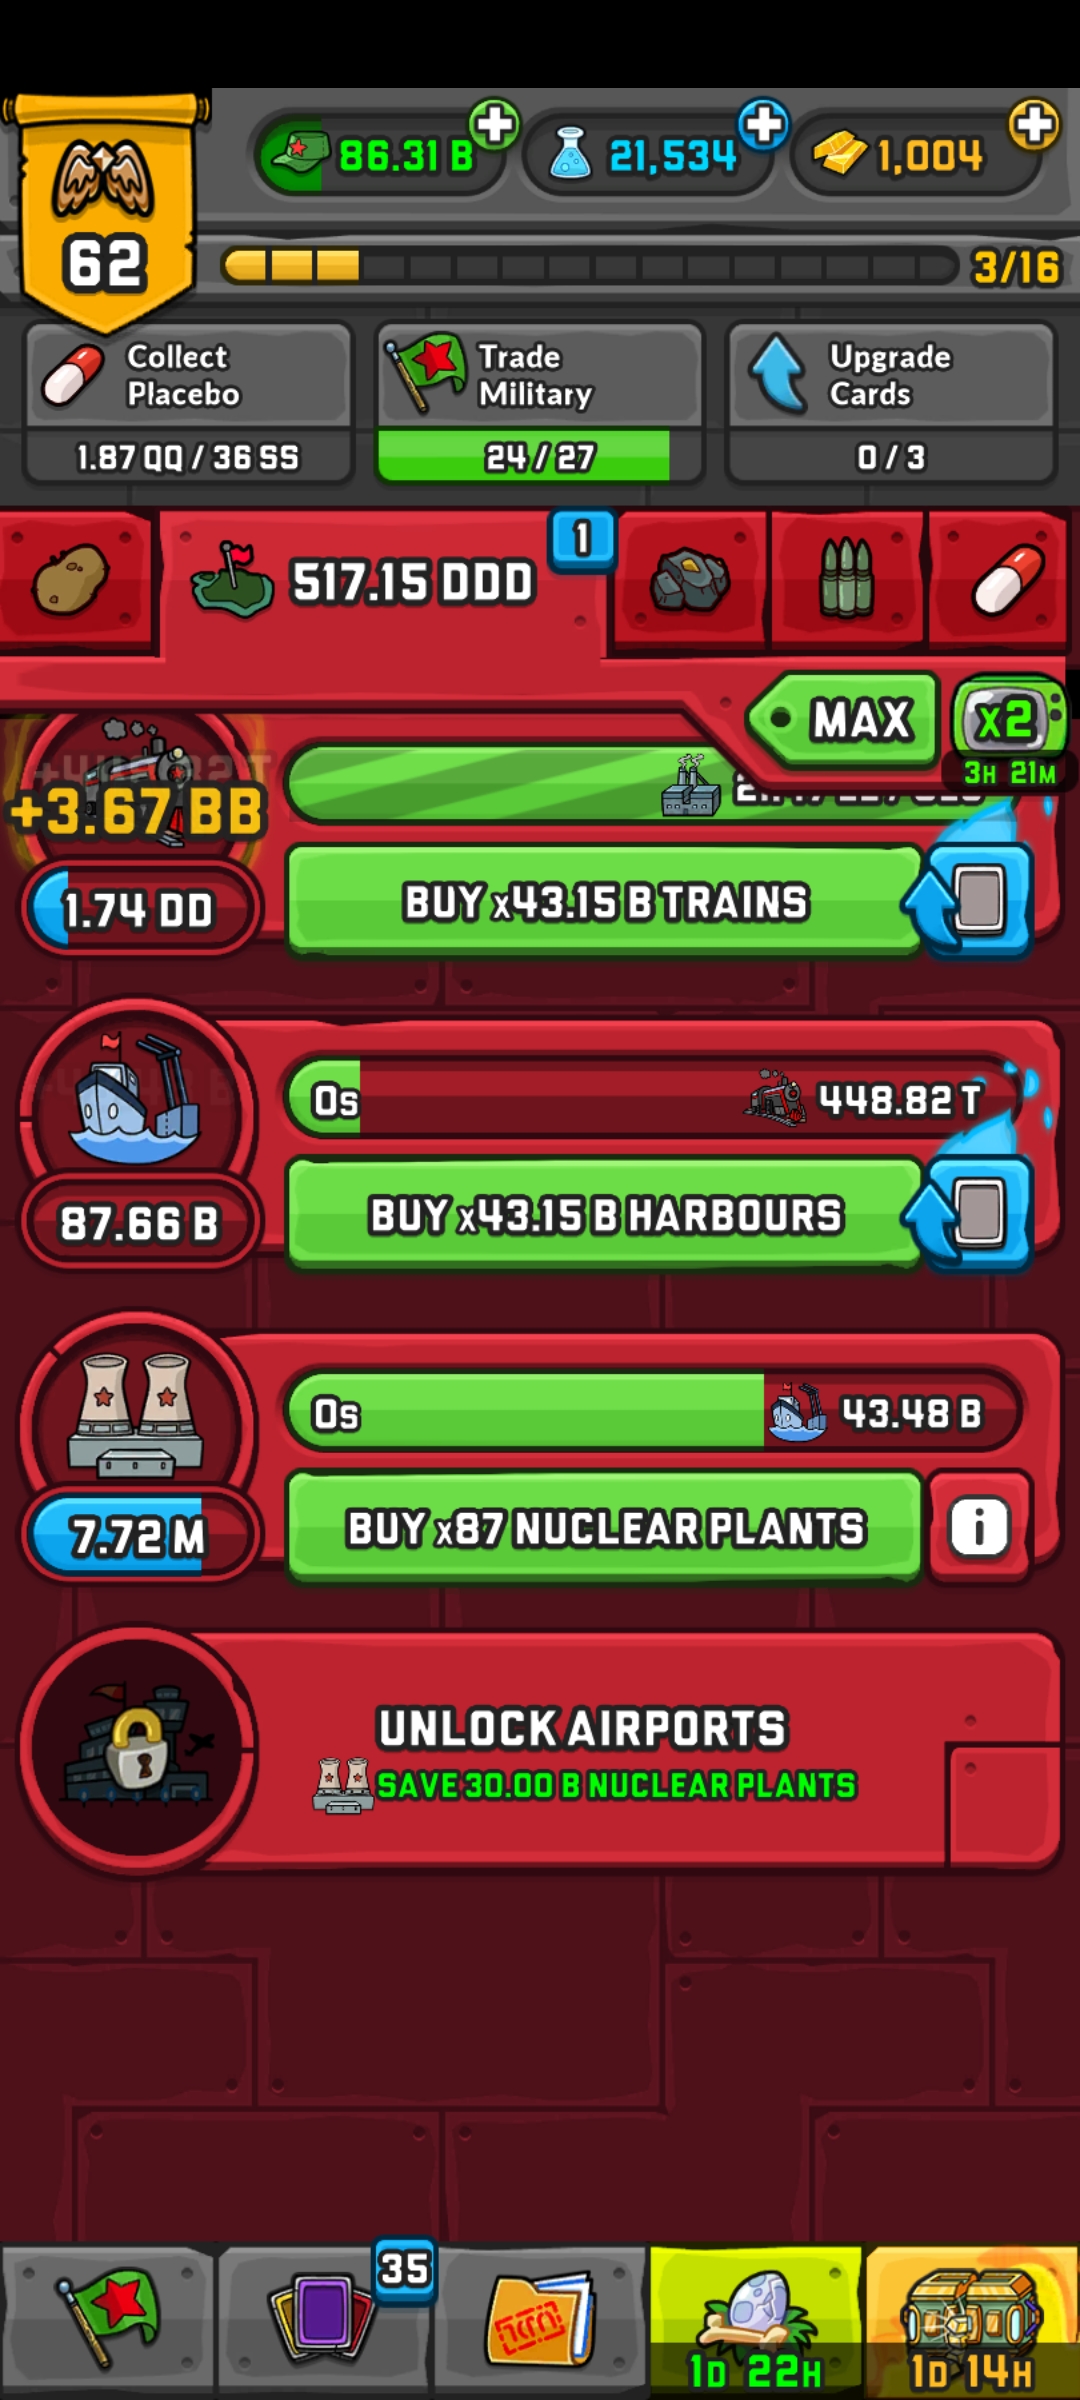 86.31 B
21,534
1,004
62
3/16
Collect
Placebo
Trade
Military
Upgrade
Cards
1.87 QQ / 36 SS
24 / 27
0 / 3
1
517.15 DDD
MAX
x2
3H 21M
+3.67 BB
1.74 DD
BUY x43.15 B TRAINS
0s
448.82 T
87.66 B
BUY x43.15 B HARBOURS
0s
43.48 B
7.72 M
BUY x87 NUCLEAR PLANTS
i
UNLOCK AIRPORTS
SAVE 30.00 B NUCLEAR PLANTS
35
1D 22H
1D 14H